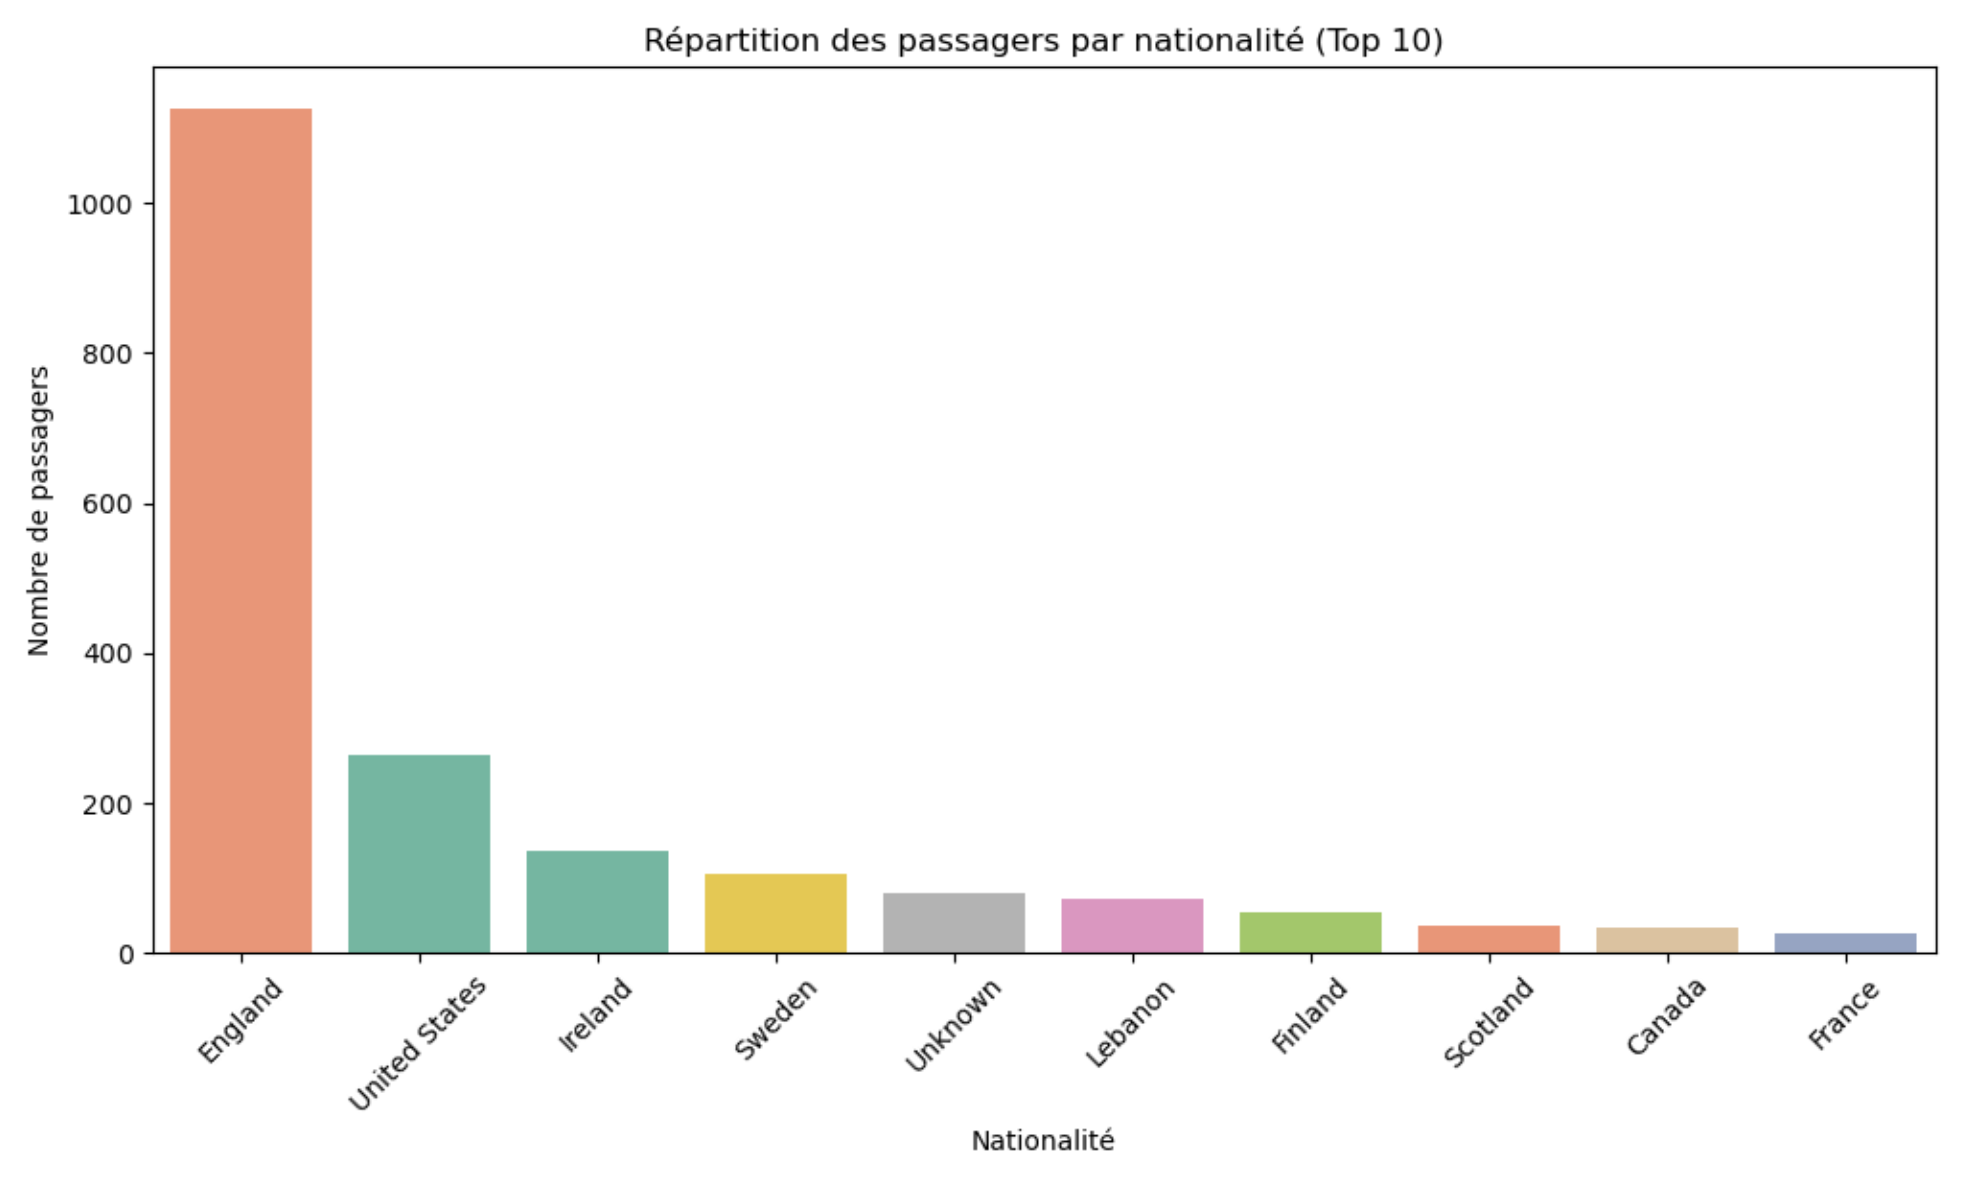 Répartition des passagers par nationalité (Top 10)
Nombre de passagers
1000
800
600
400
200
0
England
United States
Ireland
Sweden
Unknown
Lebanon
Finland
Scotland
Canada
France
Nationalité